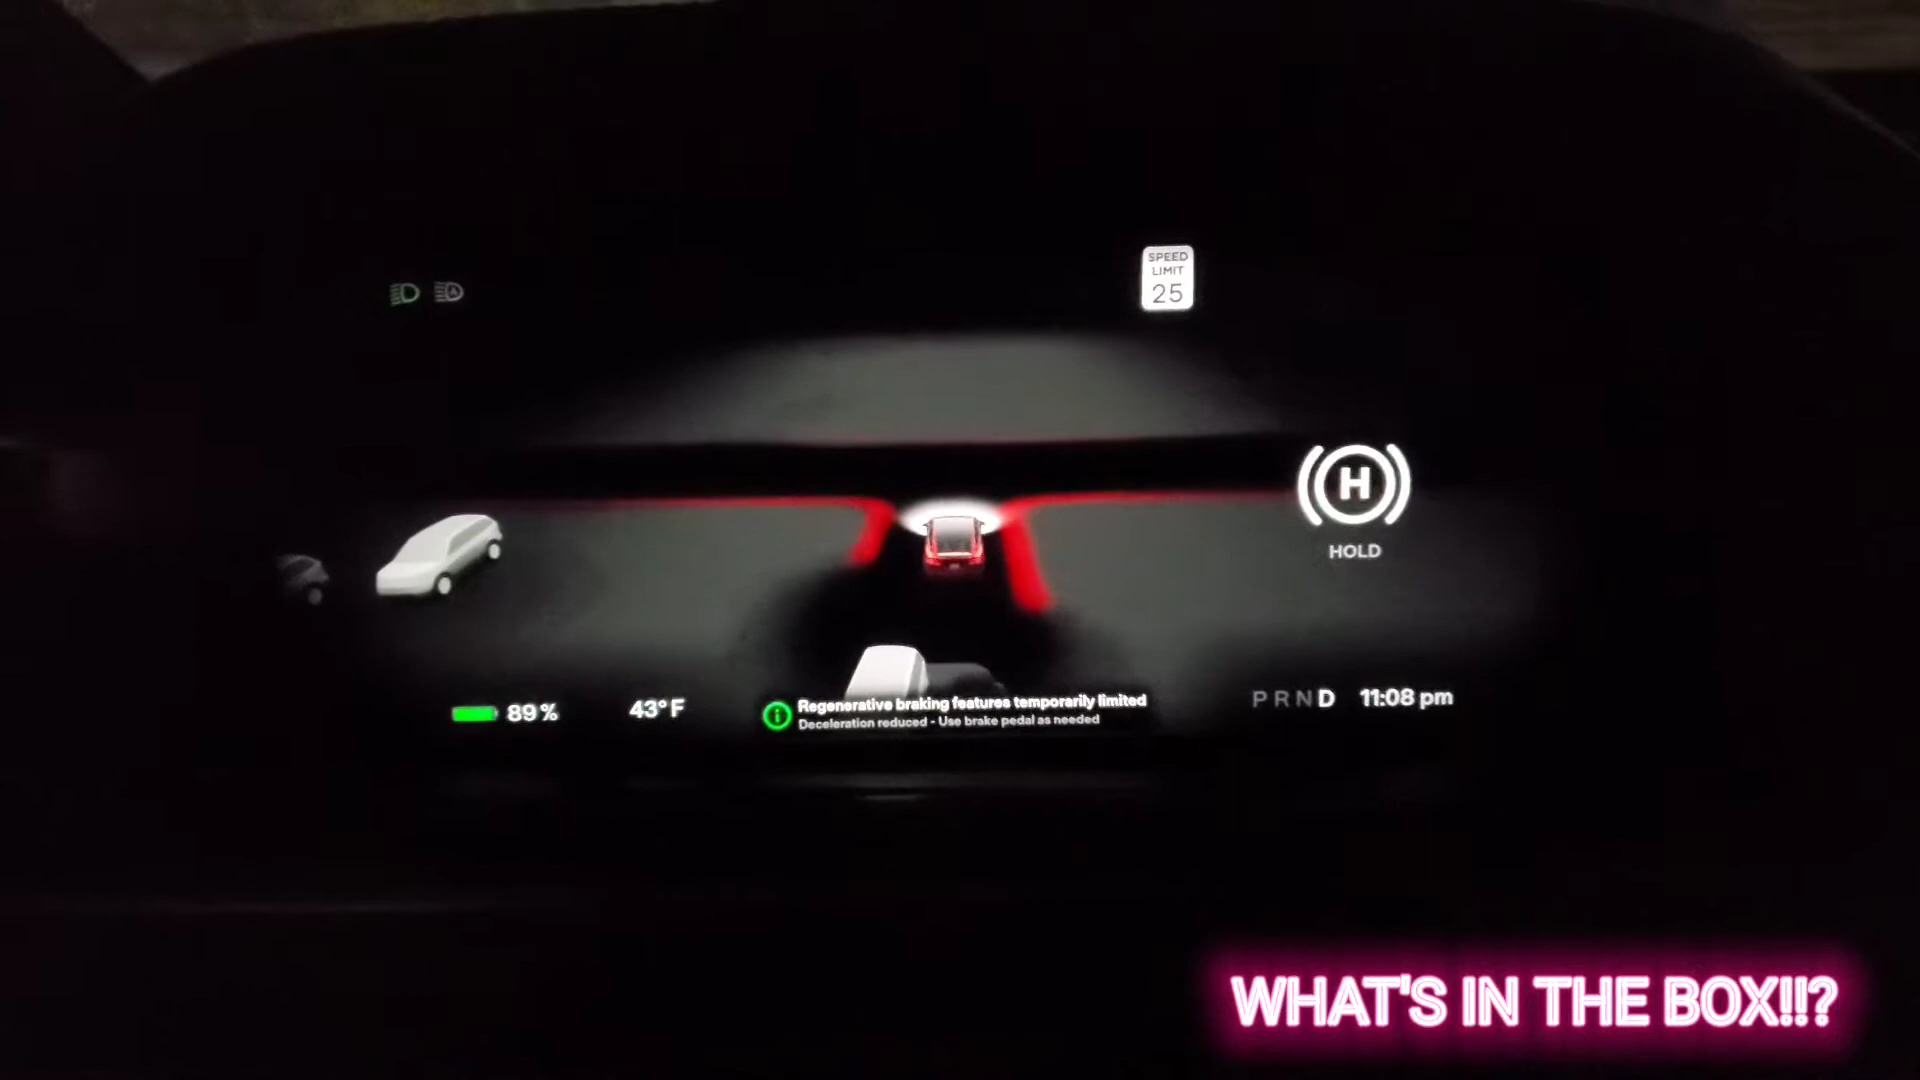 SPEED
LIMIT
25
H
HOLD
89%
43°F
Regenerative braking features temporarily limited
Deceleration reduced - Use brake pedal as needed
P R N D
11:08 pm
WHAT'S IN THE BOX!!?